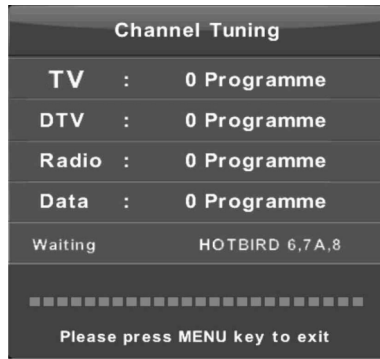 Channel Tuning
TV : 0 Programme
DTV : 0 Programme
Radio : 0 Programme
Data : 0 Programme
Waiting HOTBIRD 6,7A,8
Please press MENU key to exit